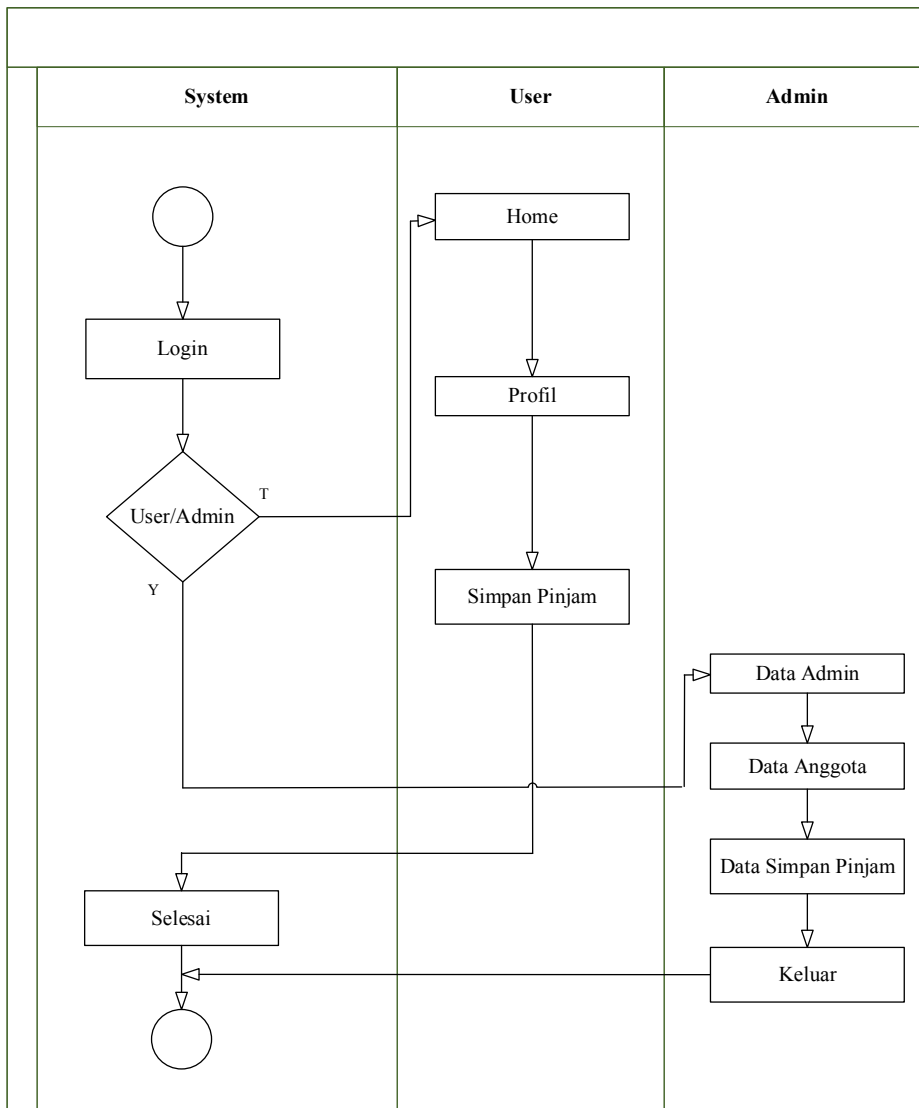 System
User
Admin
Home
Login
Profil
User/Admin
T
Y
Simpan Pinjam
Data Admin
Data Anggota
Data Simpan Pinjam
Selesai
Keluar